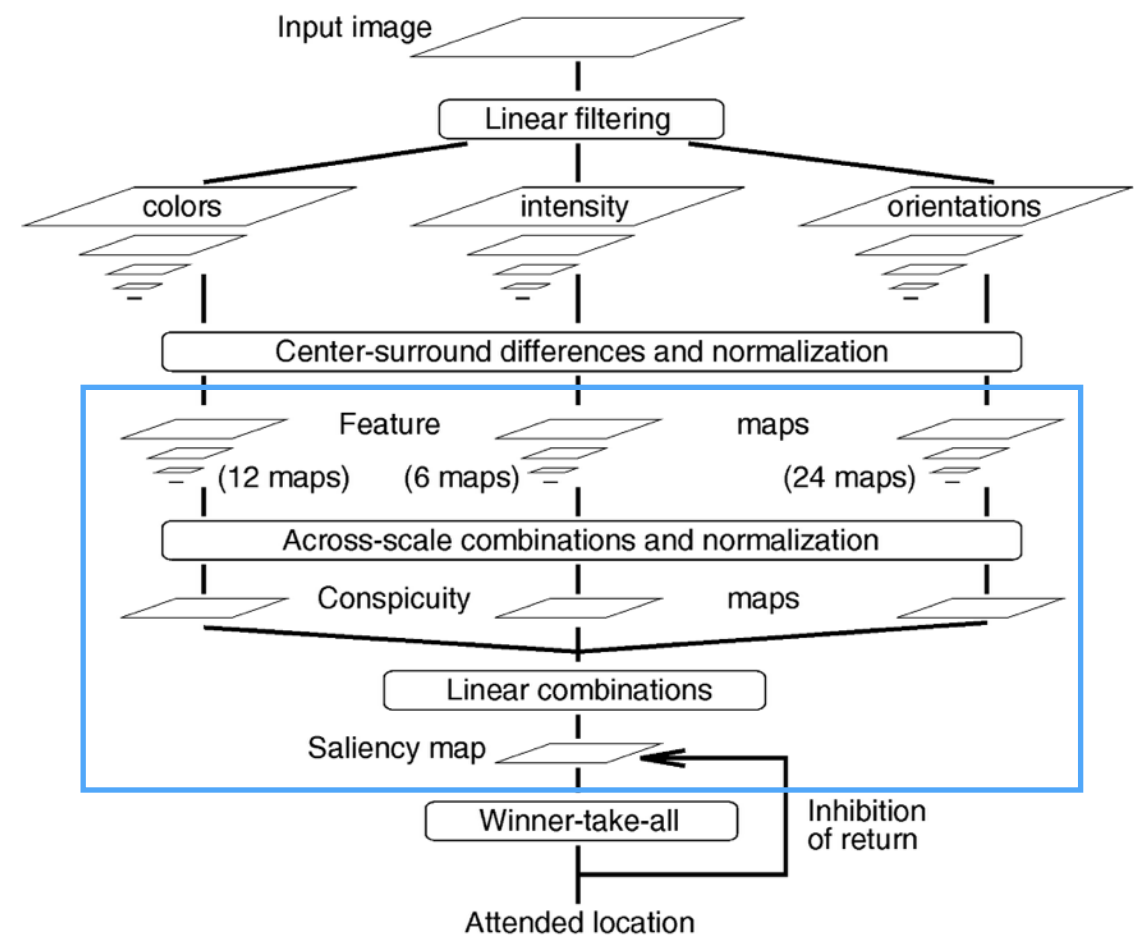 Input image
Linear filtering
colors intensity orientations
Center-surround differences and normalization
Feature maps
(12 maps) (6 maps) (24 maps)
Across-scale combinations and normalization
Conspicuity maps
Linear combinations
Saliency map
Winner-take-all
Inhibition
of return
Attended location